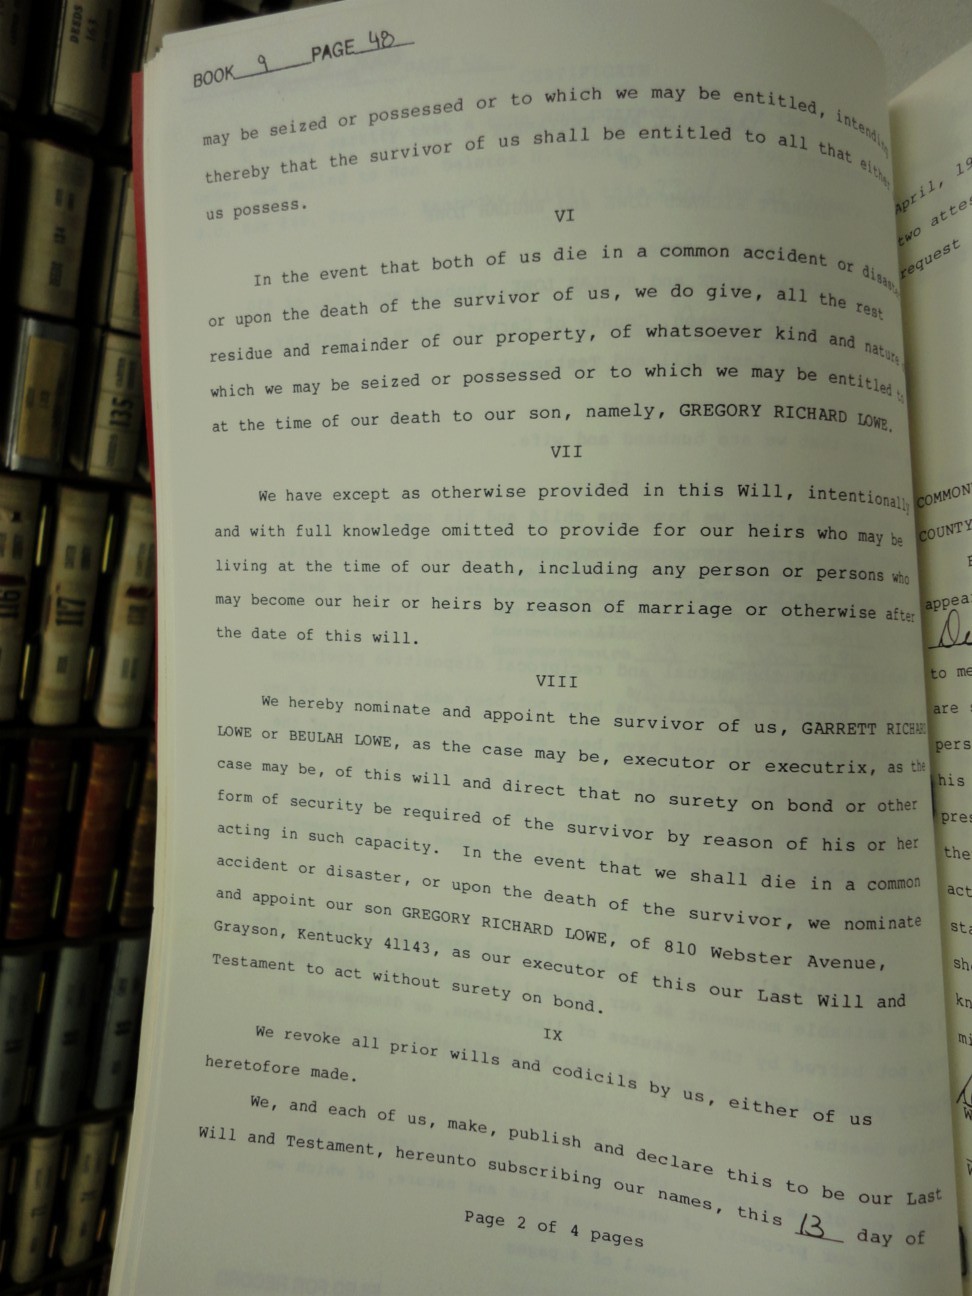 BOOK 9 PAGE 48
may be seized or possessed or to which we may be entitled, intending
thereby that the survivor of us shall be entitled to all that either
us possess.
VI
In the event that both of us die in a common accident or disaster
or upon the death of the survivor of us, we do give, all the rest
residue and remainder of our property, of whatsoever kind and nature
which we may be seized or possessed or to which we may be entitled to
at the time of our death to our son, namely, GREGORY RICHARD LOWE.
VII
We have except as otherwise provided in this Will, intentionally
and with full knowledge omitted to provide for our heirs who may be
living at the time of our death, including any person or persons who
may become our heir or heirs by reason of marriage or otherwise after
the date of this will.
VIII
We hereby nominate and appoint the survivor of us, GARRETT RICHARD
LOWE or BEULAH LOWE, as the case may be, executor or executrix, as the
case may be, of this will and direct that no surety on bond or other
form of security be required of the survivor by reason of his or her
acting in such capacity. In the event that we shall die in a common
accident or disaster, or upon the death of the survivor, we nominate
and appoint our son GREGORY RICHARD LOWE, of 810 Webster Avenue,
Grayson, Kentucky 41143, as our executor of this our Last Will and
Testament to act without surety on bond.
IX
We revoke all prior wills and codicils by us, either of us
heretofore made.
We, and each of us, make, publish and declare this to be our Last
Will and Testament, hereunto subscribing our names, this 13 day of
Page 2 of 4 pages
April, 19
two attes
request
COMMON
COUNTY
appea
to me
are
pers
his
pres
the
act
sta
sho
kn
mi
DEEDS
163
135
116
117